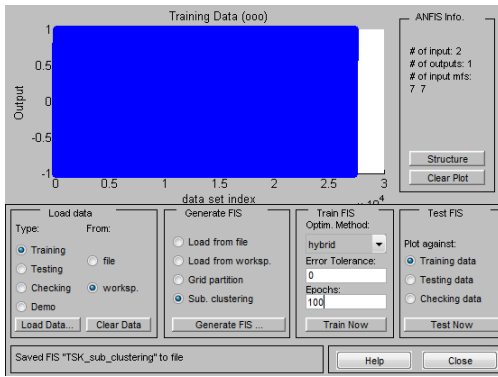 Training Data (ooo)
1
0.5
0
-0.5
-1
Output
0
0.5
1
1.5
2
2.5
3
data set index
ANFIS Info.
# of input: 2
# of outputs: 1
# of input mfs:
7 7
Structure
Clear Plot
Load data
Type:
From:
Training
Testing
Checking
Demo
file
worksp.
Load Data...
Clear Data
Generate FIS
Load from file
Load from worksp.
Grid partition
Sub. clustering
Generate FIS ...
Train FIS
Optim. Method:
hybrid
Error Tolerance:
0
Epochs:
100
Train Now
Test FIS
Plot against:
Training data
Testing data
Checking data
Test Now
Saved FIS "TSK_sub_clustering" to file
Help
Close